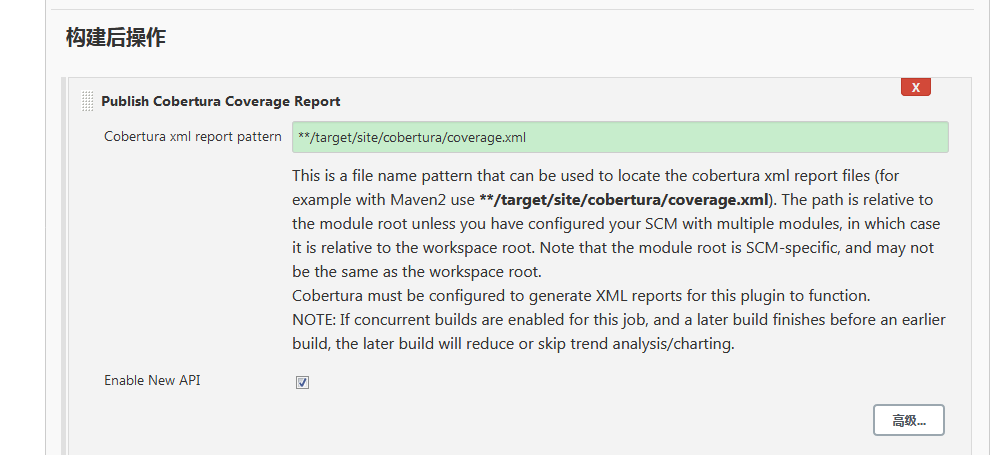 构建后操作
X
Publish Cobertura Coverage Report
Cobertura xml report pattern
**/target/site/cobertura/coverage.xml
This is a file name pattern that can be used to locate the cobertura xml report files (for
example with Maven2 use **/target/site/cobertura/coverage.xml). The path is relative to
the module root unless you have configured your SCM with multiple modules, in which case
it is relative to the workspace root. Note that the module root is SCM-specific, and may not
be the same as the workspace root.
Cobertura must be configured to generate XML reports for this plugin to function.
NOTE: If concurrent builds are enabled for this job, and a later build finishes before an earlier
build, the later build will reduce or skip trend analysis/charting.
Enable New API
高级...